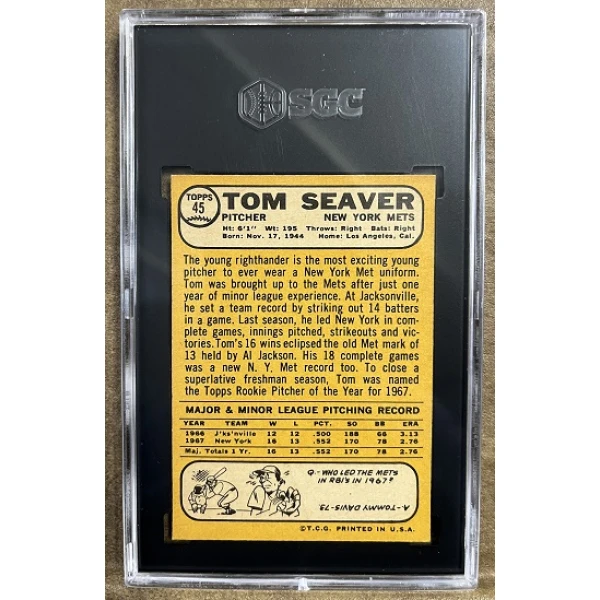 SGC
TOPPS
45
TOM SEAVER
PITCHER NEW YORK METS
Ht: 6'1" Wt: 195 Throws: Right Bats: Right
Born: Nov. 17, 1944 Home: Los Angeles, Cal.
The young righthander is the most exciting young
pitcher to ever wear a New York Met uniform.
Tom was brought up to the Mets after just one
year of minor league experience. At Jacksonville,
he set a team record by striking out 14 batters
in a game. Last season, he led New York in com-
plete games, innings pitched, strikeouts and vic-
tories. Tom's 16 wins eclipsed the old Met mark of
13 held by Al Jackson. His 18 complete games
was a new N. Y. Met record too. To close a
superlative freshman season, Tom was named
the Topps Rookie Pitcher of the Year for 1967.
MAJOR & MINOR LEAGUE PITCHING RECORD
YEAR TEAM W L PCT. SO BB ERA
1966 J'ks'nville 12 12 .500 188 66 3.13
1967 New York 16 13 .552 170 78 2.76
Maj. Totals 1 Yr. 16 13 .552 170 78 2.76
Q.-WHO LED THE METS
IN RBI'S IN 1967?
A.-TOMMY DAVIS-73.
©T.C.G. PRINTED IN U.S.A.